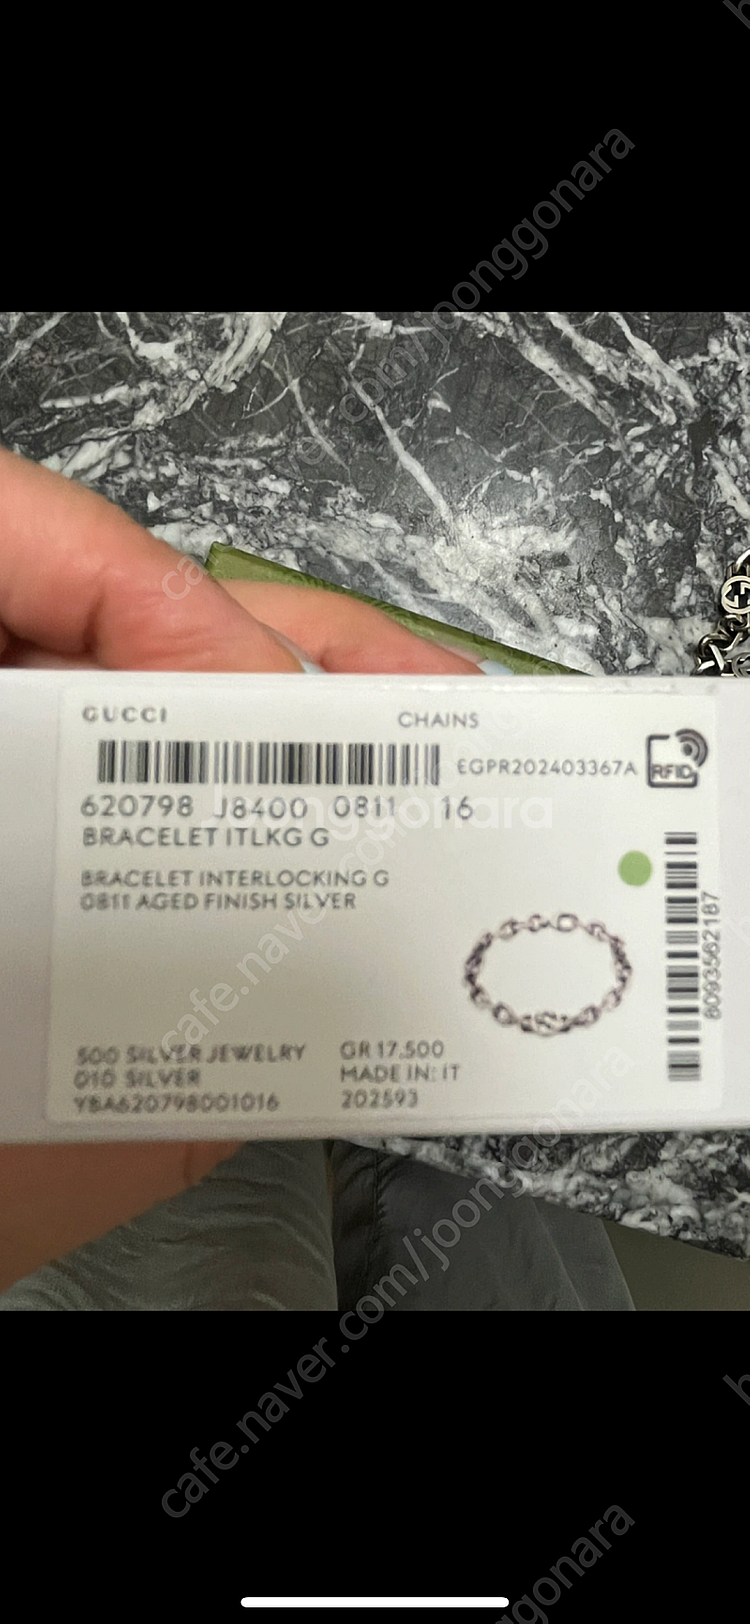 GUCCI
CHAINS
EGPR202403367A
RFID
620798 J8400 0811 16
BRACELET ITLKG G
BRACELET INTERLOCKING G
0811 AGED FINISH SILVER
8093562187
500 SILVER JEWELRY
GR 17,500
010 SILVER
MADE IN: IT
YBA620798001016
202593
joonggonara
cafe.naver.com/joonggonara
cafe.naver.com/joonggonara
cafe.naver.com/joonggonara